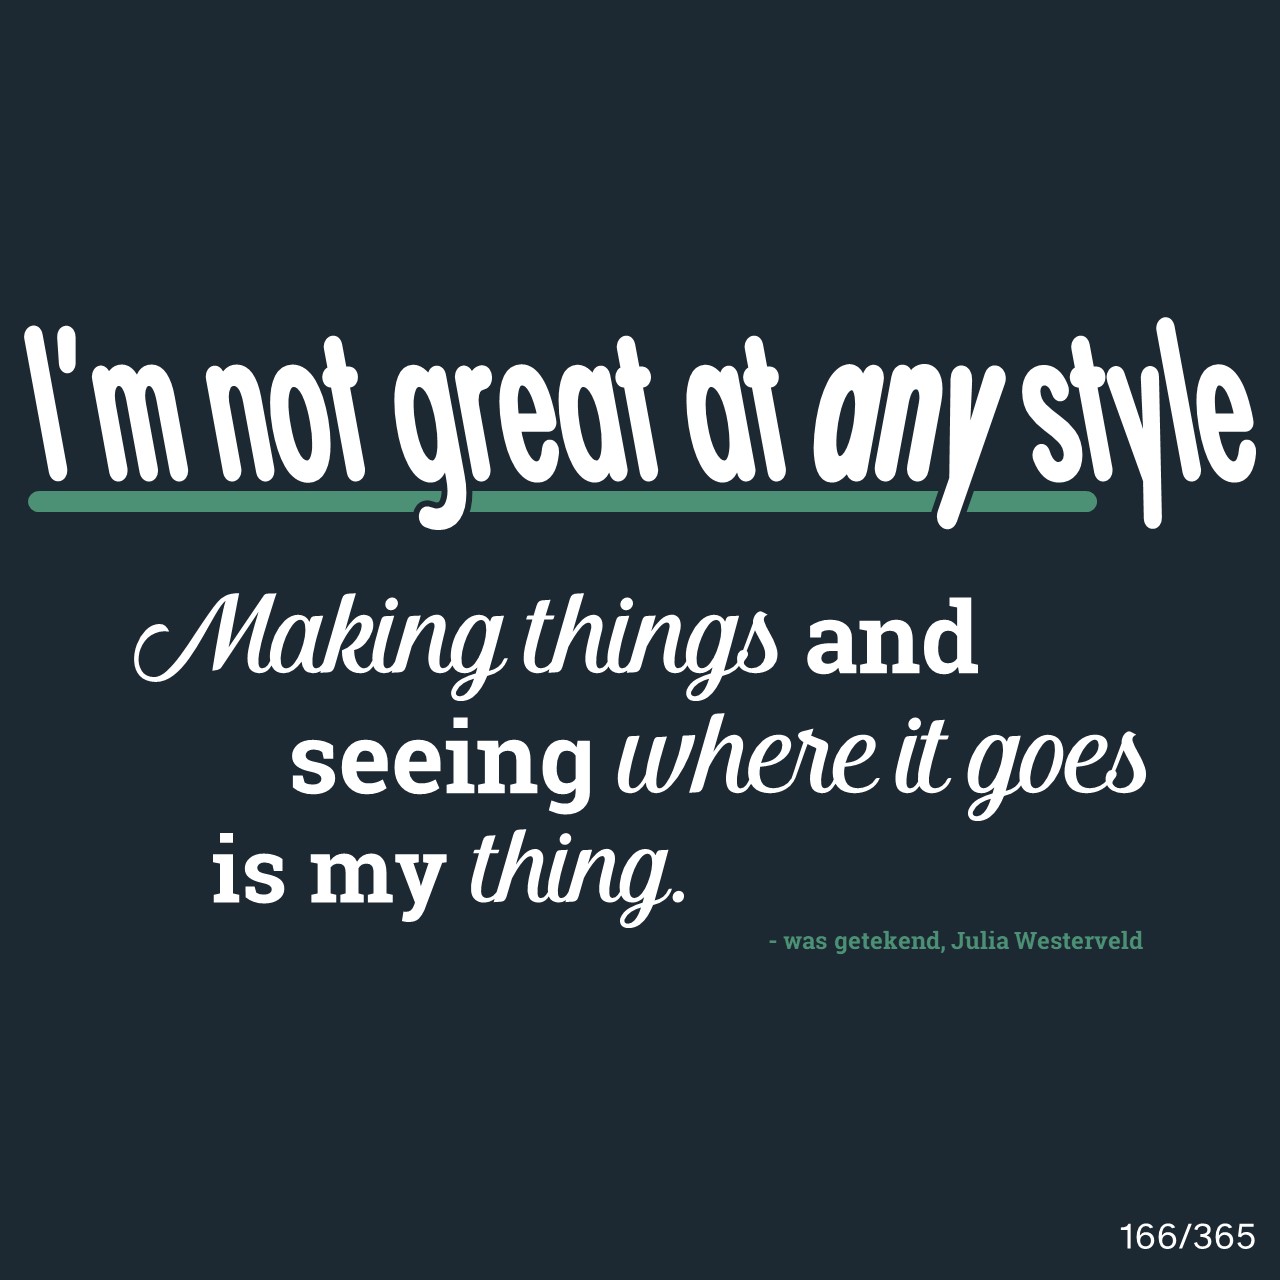 I'm not great at any style
Making things and
seeing where it goes
is my thing.
- was getekend, Julia Westerveld
166/365